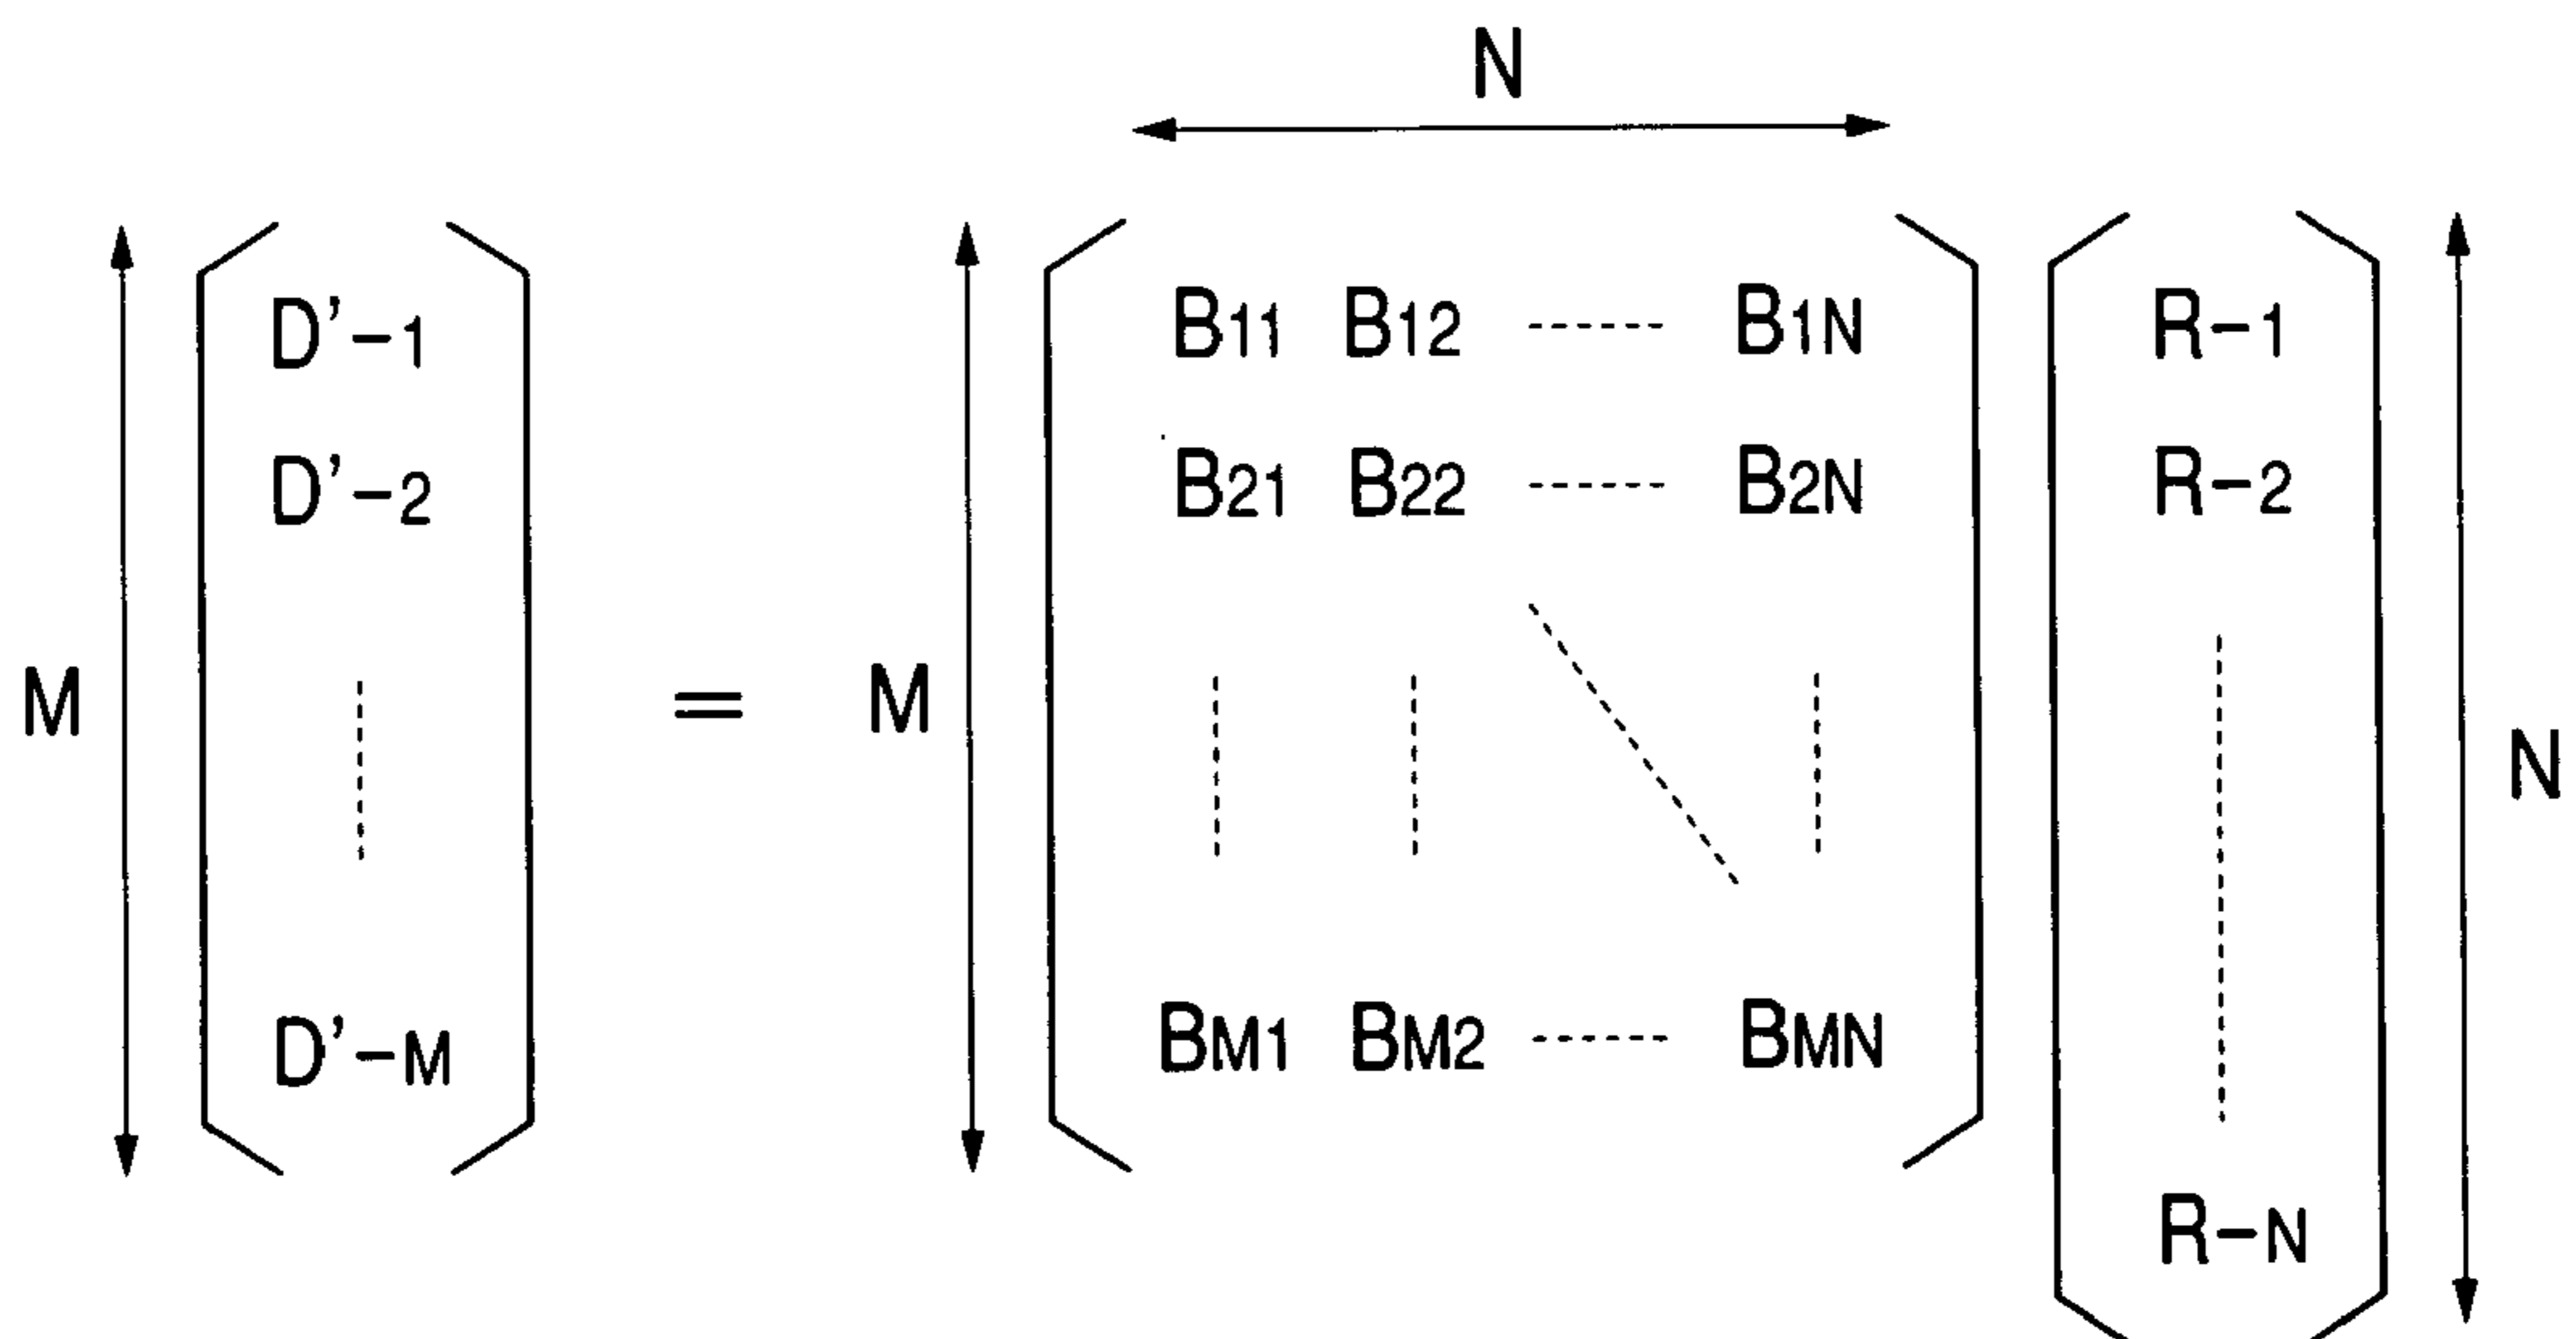 N
D'-1 B11 B12 B1N R-1
D'-2 B21 B22 B2N R-2
M = M N
D'-M BM1 BM2 BMN
R-N